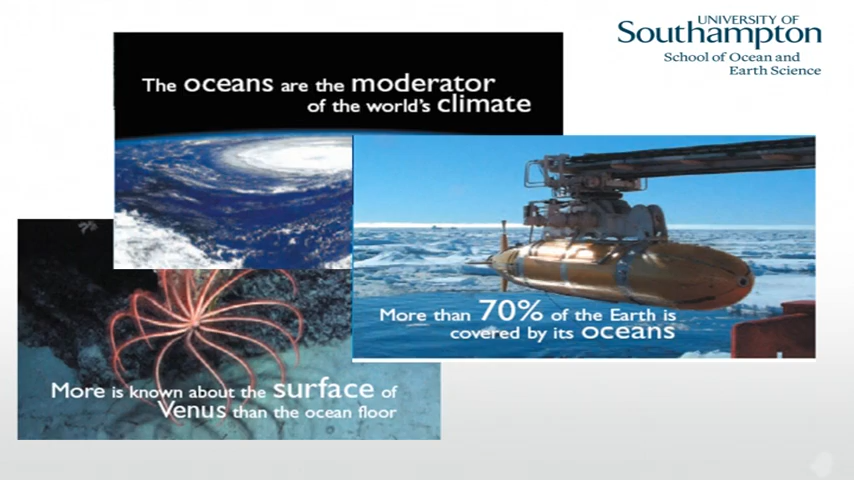 UNIVERSITY OF
Southampton
School of Ocean and
Earth Science
The oceans are the moderator
of the world's climate
More than 70% of the Earth is
covered by its oceans
More is known about the surface of
Venus than the ocean floor